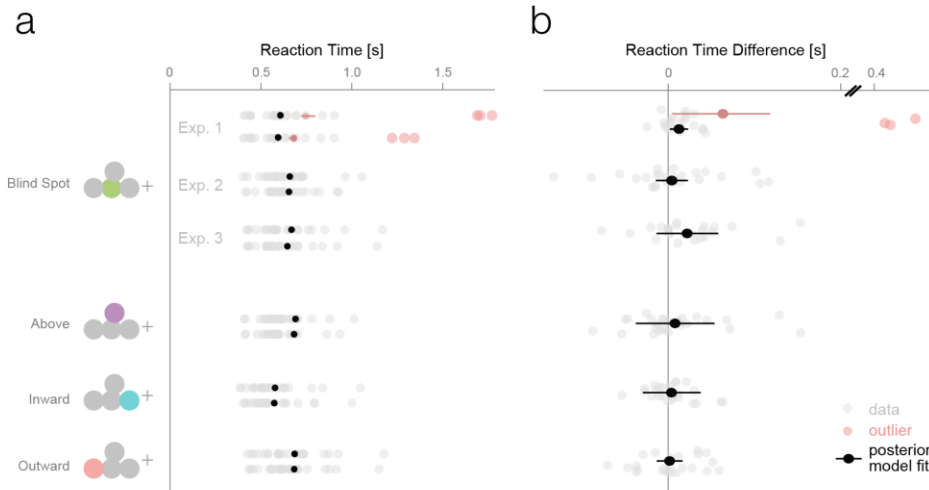 a
b
Reaction Time [s]
Reaction Time Difference [s]
0 0.5 1.0 1.5
0 0.2 0.4
Exp. 1
Blind Spot + Exp. 2
Exp. 3
Above +
Inward +
data
outlier
posterior
model fit
Outward +